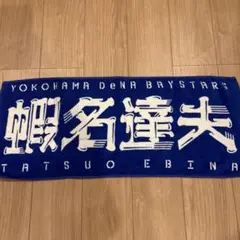 YOKOHAMA DeNA BAYSTARS
蝦名達夫
TATSUO EBINA